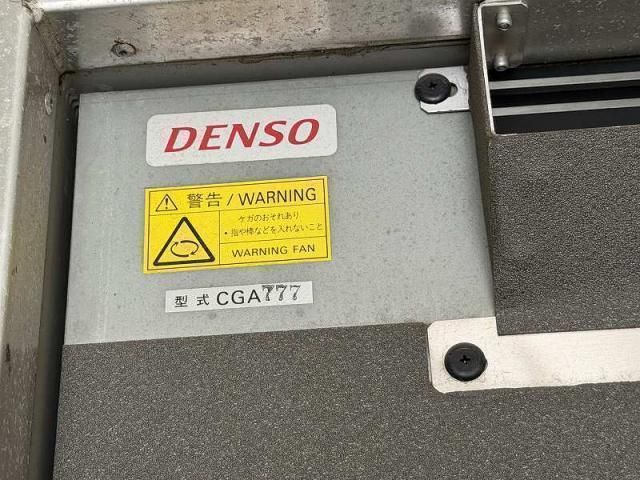 DENSO
警告 / WARNING
ケガのおそれあり
・指や棒などを入れないこと
WARNING FAN
型式 CGA777